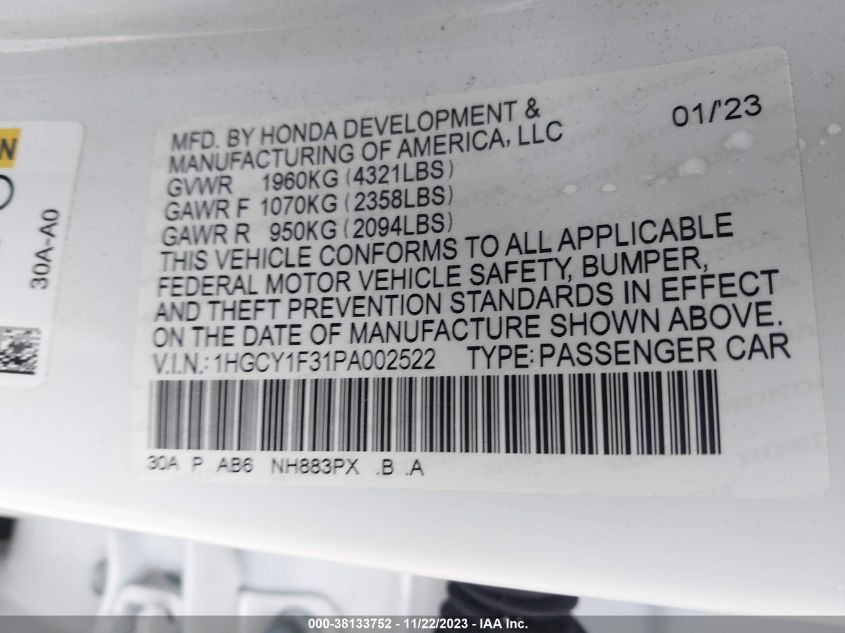 MFD. BY HONDA DEVELOPMENT & 01/'23
MANUFACTURING OF AMERICA, LLC
GVWR 1960KG (4321LBS)
GAWR F 1070KG (2358LBS)
GAWR R 950KG (2094LBS)
THIS VEHICLE CONFORMS TO ALL APPLICABLE
FEDERAL MOTOR VEHICLE SAFETY, BUMPER,
AND THEFT PREVENTION STANDARDS IN EFFECT
ON THE DATE OF MANUFACTURE SHOWN ABOVE.
V.I.N.: 1HGCY1F31PA002522 TYPE: PASSENGER CAR
30A P AB6 NH883PX .B .A
30A-A0
000-38133752 - 11/22/2023 - IAA Inc.